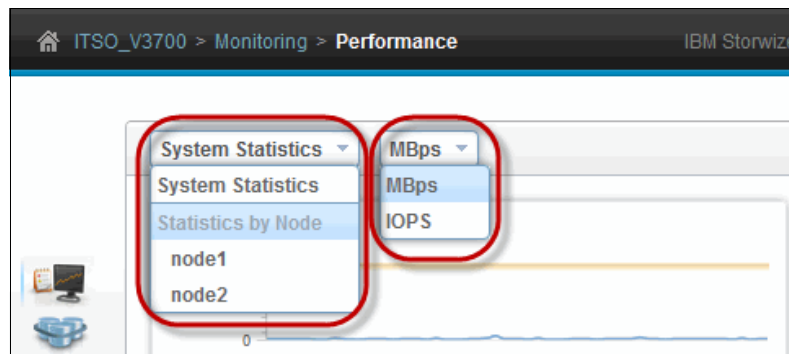 ITSO_V3700 > Monitoring > Performance
IBM Storwiz
System Statistics
MBps
System Statistics
MBps
Statistics by Node
IOPS
node1
node2
0